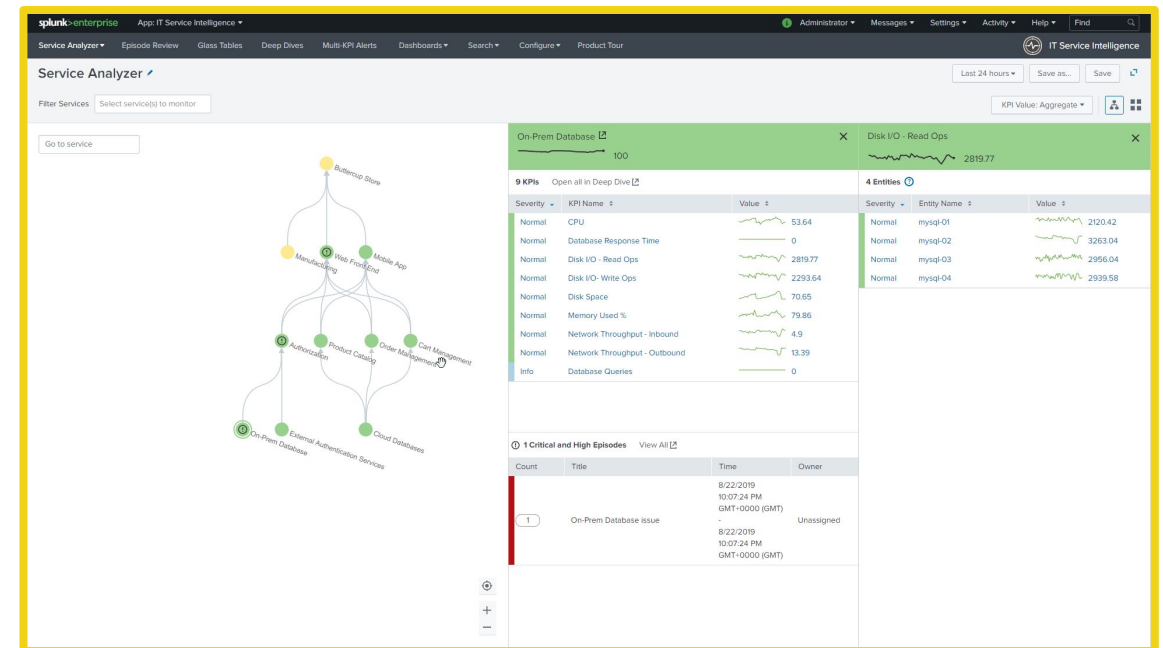 splunk>enterprise App: IT Service Intelligence
i Administrator Messages Settings Activity Help Find
Service Analyzer Episode Review Glass Tables Deep Dives Multi-KPI Alerts Dashboards Search Configure Product Tour
IT Service Intelligence
Service Analyzer
Last 24 hours Save as... Save
Filter Services Select service(s) to monitor
KPI Value: Aggregate
Go to service
Buttercup Store
Manufacturing
Web Front End
Mobile App
Authorization
Product Catalog
Order Management
Cart Management
On-Prem Database
External Authentication Services
Cloud Databases
On-Prem Database
100
9 KPIs Open all in Deep Dive
Severity KPI Name Value
Normal CPU 53.64
Normal Database Response Time 0
Normal Disk I/O - Read Ops 2819.77
Normal Disk I/O- Write Ops 2293.64
Normal Disk Space 70.65
Normal Memory Used % 79.86
Normal Network Throughput - Inbound 4.9
Normal Network Throughput - Outbound 13.39
Info Database Queries 0
1 Critical and High Episodes View All
Count Title Time Owner
1 On-Prem Database issue
8/22/2019
10:07:24 PM
GMT+0000 (GMT)
-
8/22/2019
10:07:24 PM
GMT+0000 (GMT)
Unassigned
Disk I/O - Read Ops
2819.77
4 Entities ?
Severity Entity Name Value
Normal mysql-01 2120.42
Normal mysql-02 3263.04
Normal mysql-03 2956.04
Normal mysql-04 2939.58